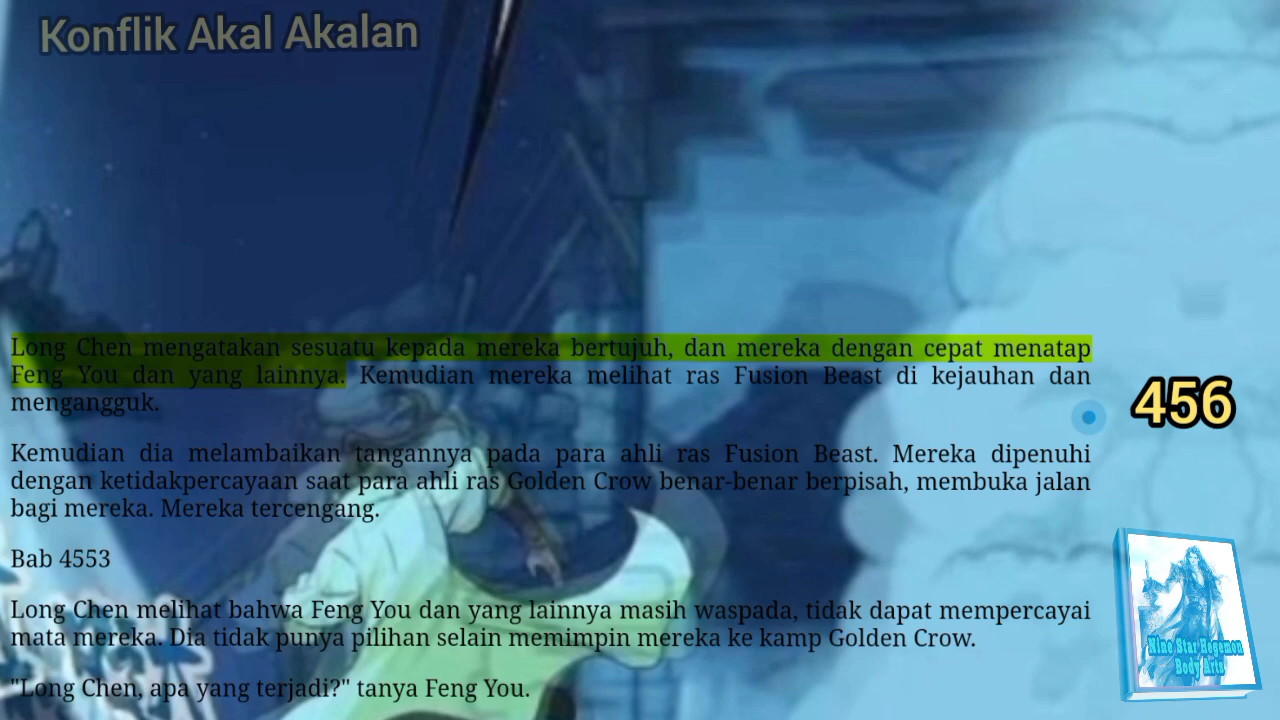 Konflik Akal Akalan
Long Chen mengatakan sesuatu kepada mereka bertujuh, dan mereka dengan cepat menatap
Feng You dan yang lainnya. Kemudian mereka melihat ras Fusion Beast di kejauhan dan
mengangguk.
Kemudian dia melambaikan tangannya pada para ahli ras Fusion Beast. Mereka dipenuhi
dengan ketidakpercayaan saat para ahli ras Golden Crow benar-benar berpisah, membuka jalan
bagi mereka. Mereka tercengang.
Bab 4553
Long Chen melihat bahwa Feng You dan yang lainnya masih waspada, tidak dapat mempercayai
mata mereka. Dia tidak punya pilihan selain memimpin mereka ke kamp Golden Crow.
"Long Chen, apa yang terjadi?" tanya Feng You.
456
Nine Star Hegemon
Body Arts